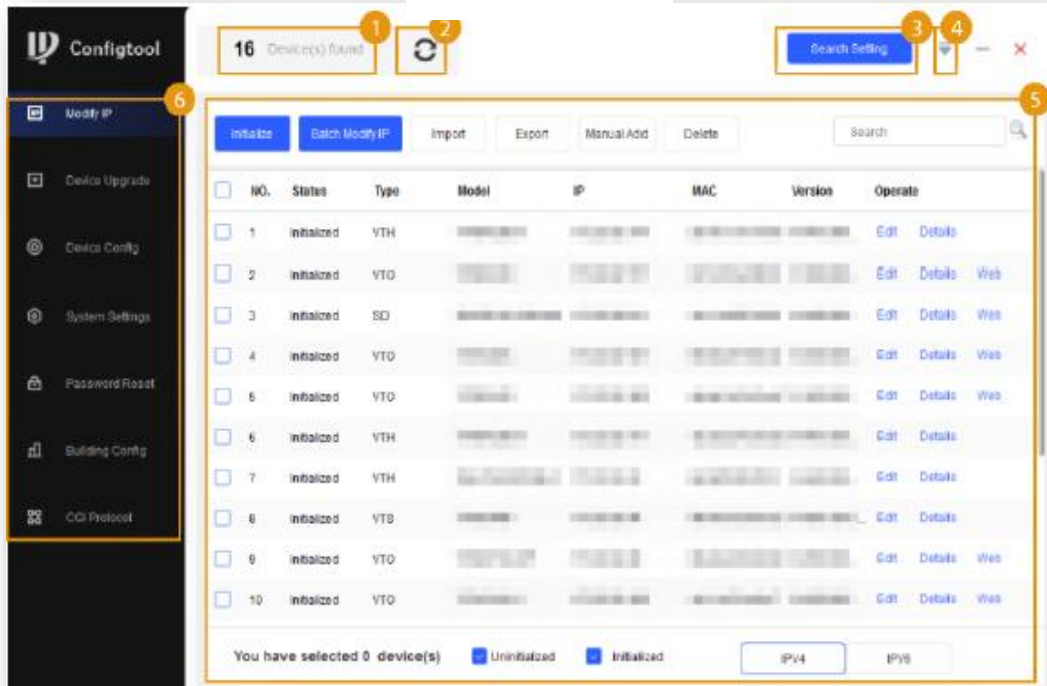 1 2 3 4
Configtool
16 Device(s) found
Search Setting
6 5
Modify IP
Device Upgrade
Device Config
System Settings
Password Reset
Building Config
CGI Protocol
Initialize Batch Modify IP Import Export Manual Add Delete Search
NO. Status Type Model IP MAC Version Operate
1 Initialized VTH Edit Details
2 Initialized VTO Edit Details Web
3 Initialized SD Edit Details Web
4 Initialized VTO Edit Details Web
5 Initialized VTO Edit Details Web
6 Initialized VTH Edit Details
7 Initialized VTH Edit Details
8 Initialized VTS Edit Details
9 Initialized VTO Edit Details Web
10 Initialized VTO Edit Details Web
You have selected 0 device(s) Uninitialized Initialized IPV4 IPV6